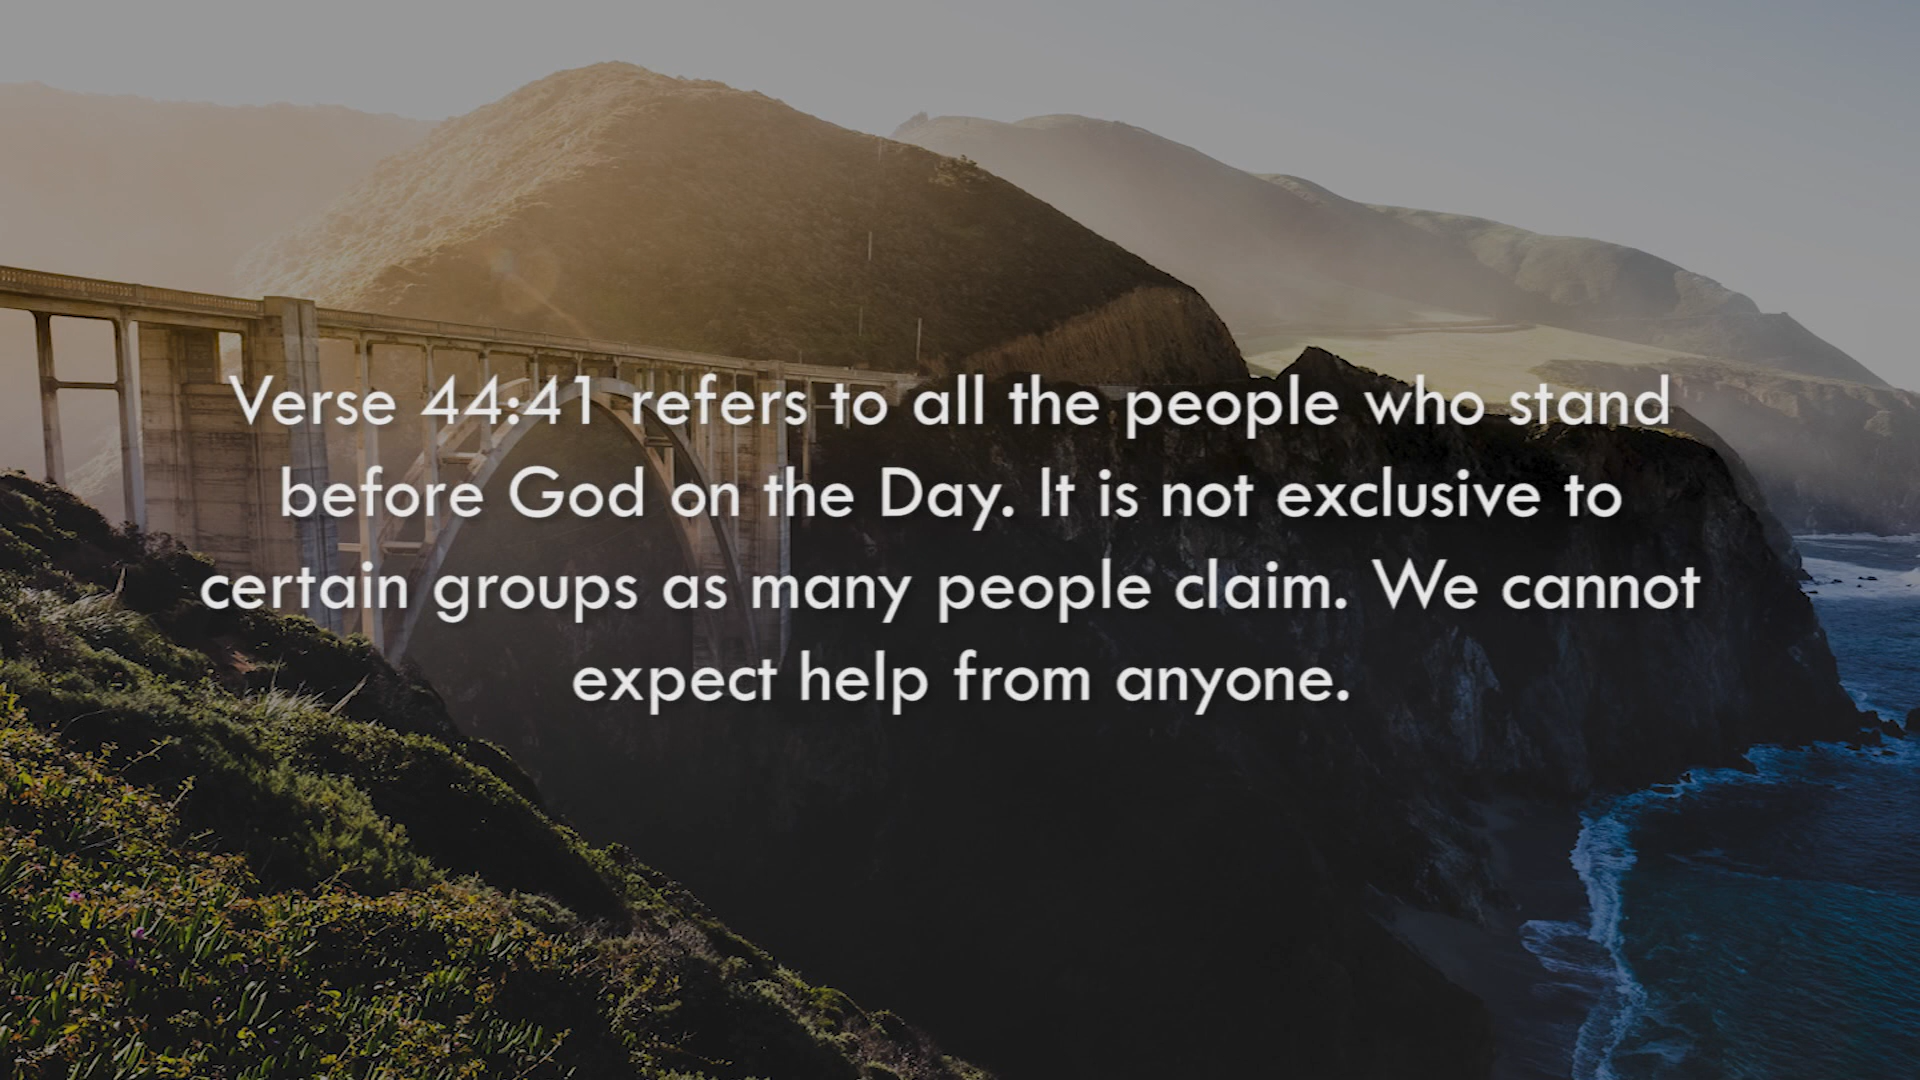 Verse 44:41 refers to all the people who stand
before God on the Day. It is not exclusive to
certain groups as many people claim. We cannot
expect help from anyone.